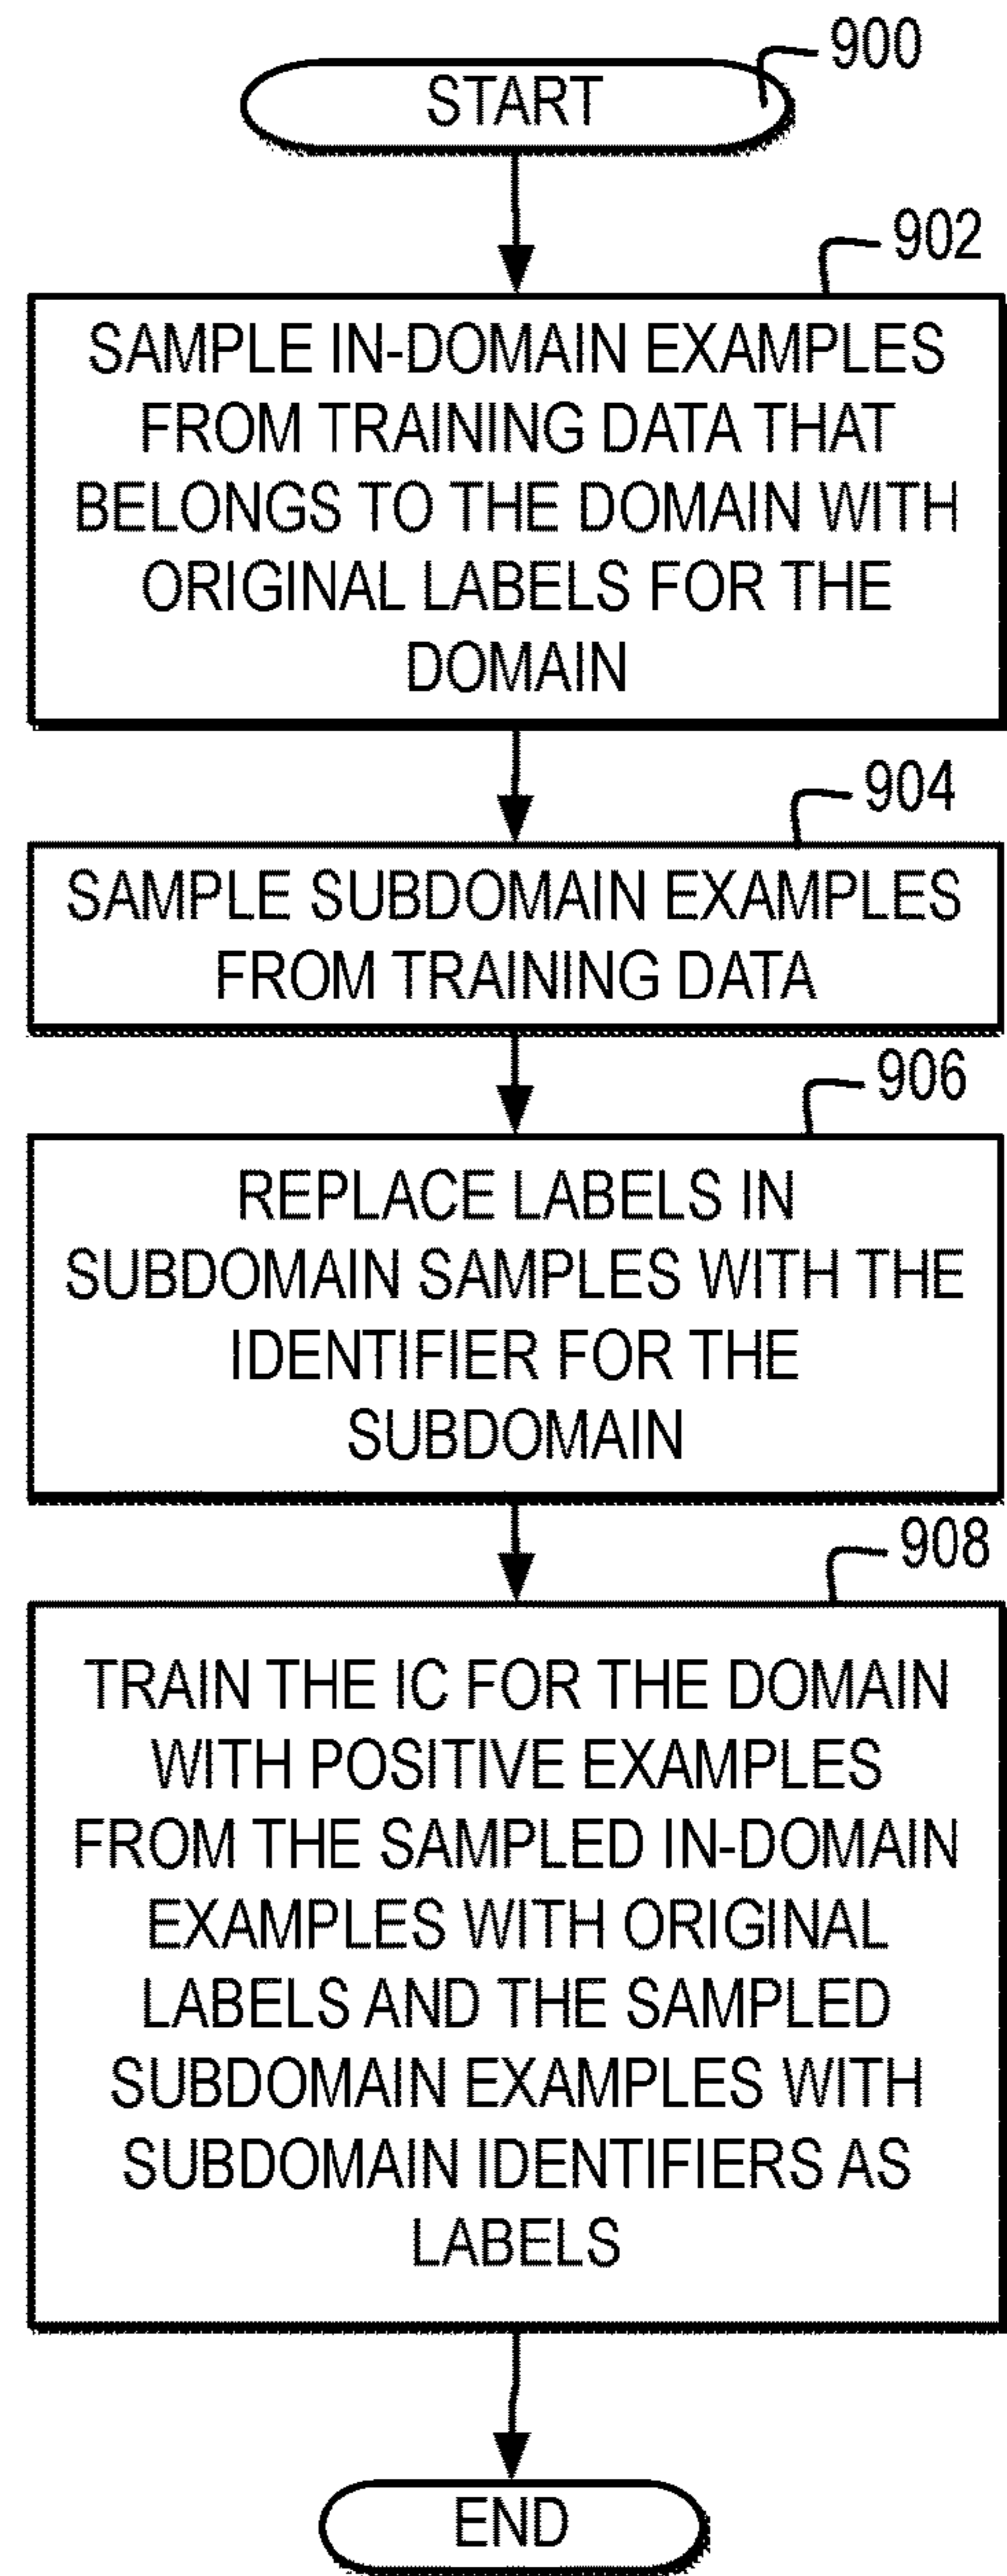 900
START
902
SAMPLE IN-DOMAIN EXAMPLES
FROM TRAINING DATA THAT
BELONGS TO THE DOMAIN WITH
ORIGINAL LABELS FOR THE
DOMAIN
904
SAMPLE SUBDOMAIN EXAMPLES
FROM TRAINING DATA
906
REPLACE LABELS IN
SUBDOMAIN SAMPLES WITH THE
IDENTIFIER FOR THE
SUBDOMAIN
908
TRAIN THE IC FOR THE DOMAIN
WITH POSITIVE EXAMPLES
FROM THE SAMPLED IN-DOMAIN
EXAMPLES WITH ORIGINAL
LABELS AND THE SAMPLED
SUBDOMAIN EXAMPLES WITH
SUBDOMAIN IDENTIFIERS AS
LABELS
END